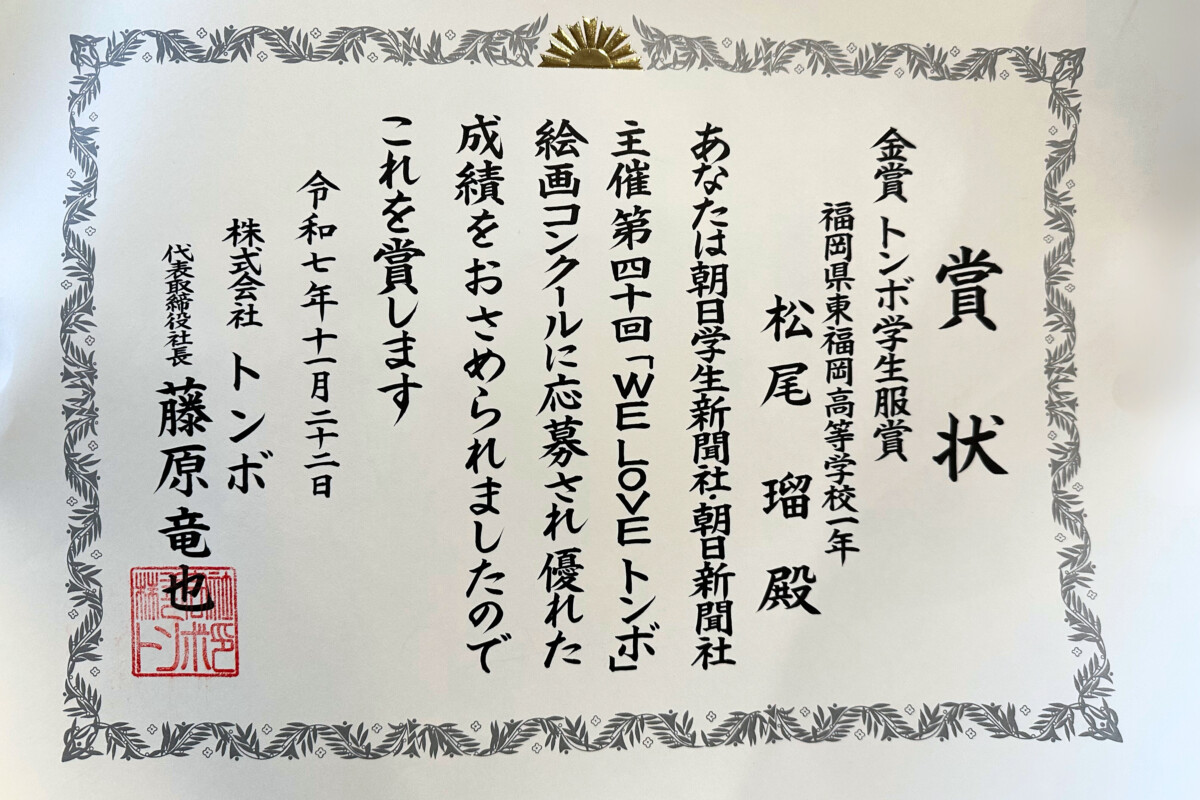 賞状
金賞 トンボ学生服賞
福岡県東福岡高等学校一年
松尾瑠殿
あなたは朝日学生新聞社・朝日新聞社
主催第四十回「WE LOVE トンボ」
絵画コンクールに応募され優れた
成績をおさめられましたので
これを賞します
令和七年十一月二十二日
株式会社 トンボ
代表取締役社長 藤原竜也